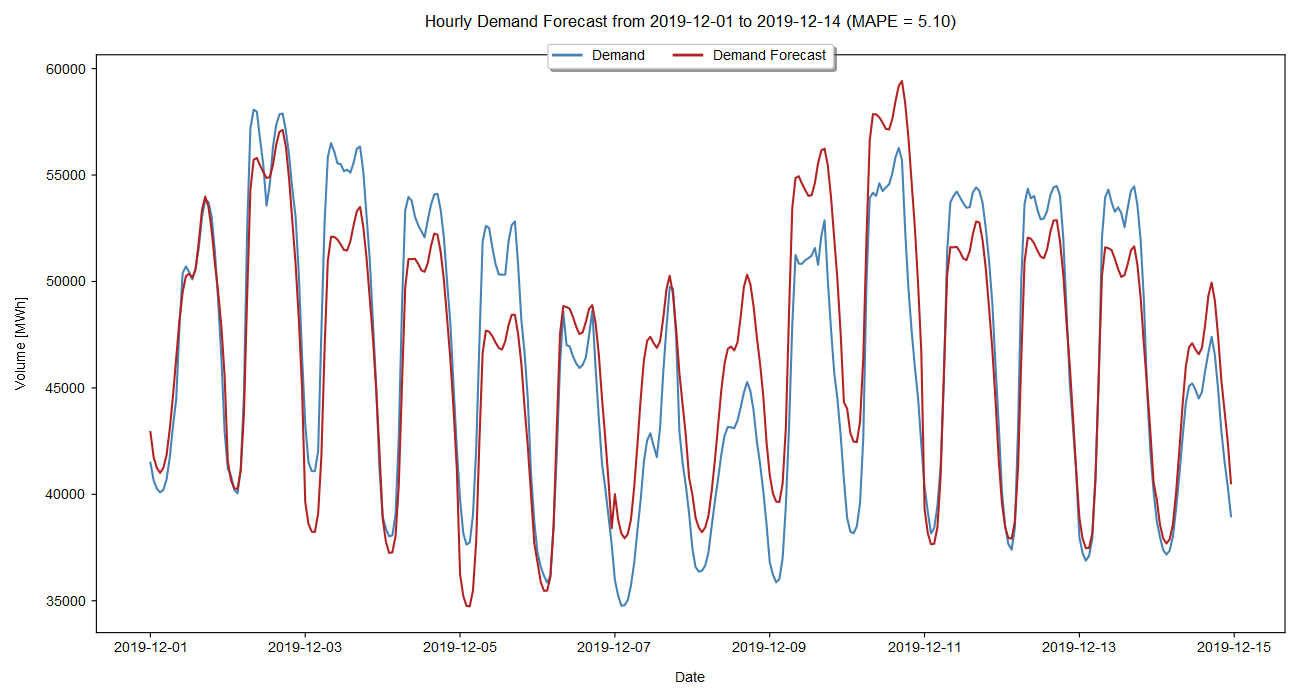 Hourly Demand Forecast from 2019-12-01 to 2019-12-14 (MAPE = 5.10)
Demand Demand Forecast
60000
55000
50000
45000
40000
35000
Volume [MWh]
2019-12-01 2019-12-03 2019-12-05 2019-12-07 2019-12-09 2019-12-11 2019-12-13 2019-12-15
Date